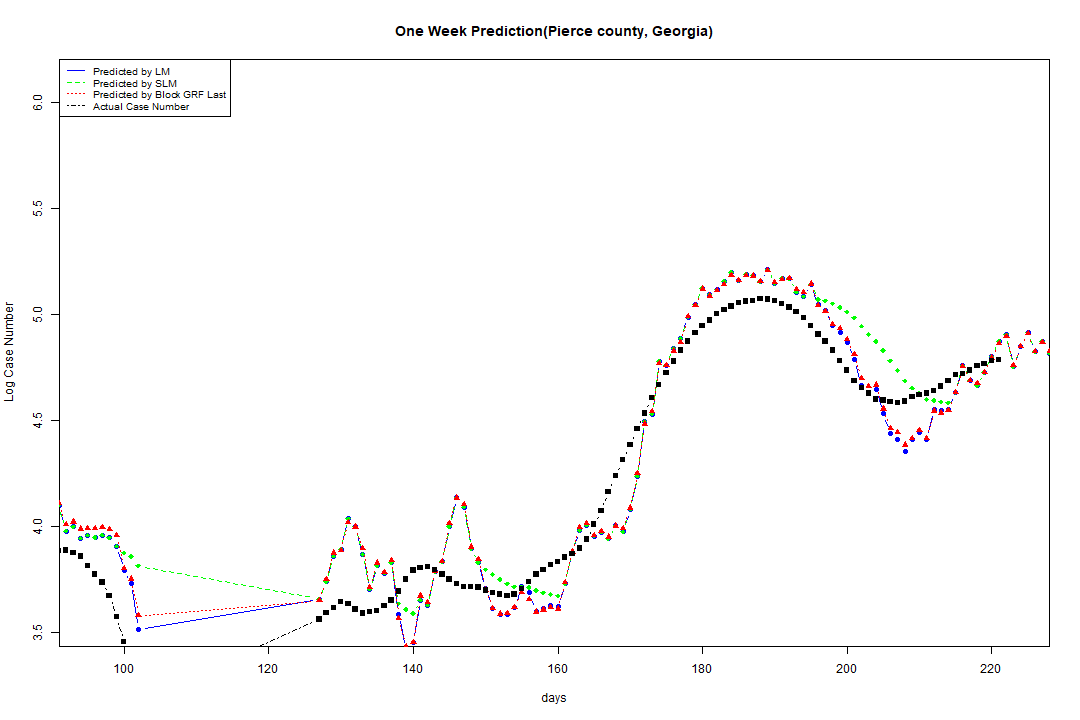 One Week Prediction(Pierce county, Georgia)
Predicted by LM
Predicted by SLM
Predicted by Block GRF Last
Actual Case Number
6.0
5.5
5.0
4.5
4.0
3.5
Log Case Number
100 120 140 160 180 200 220
days